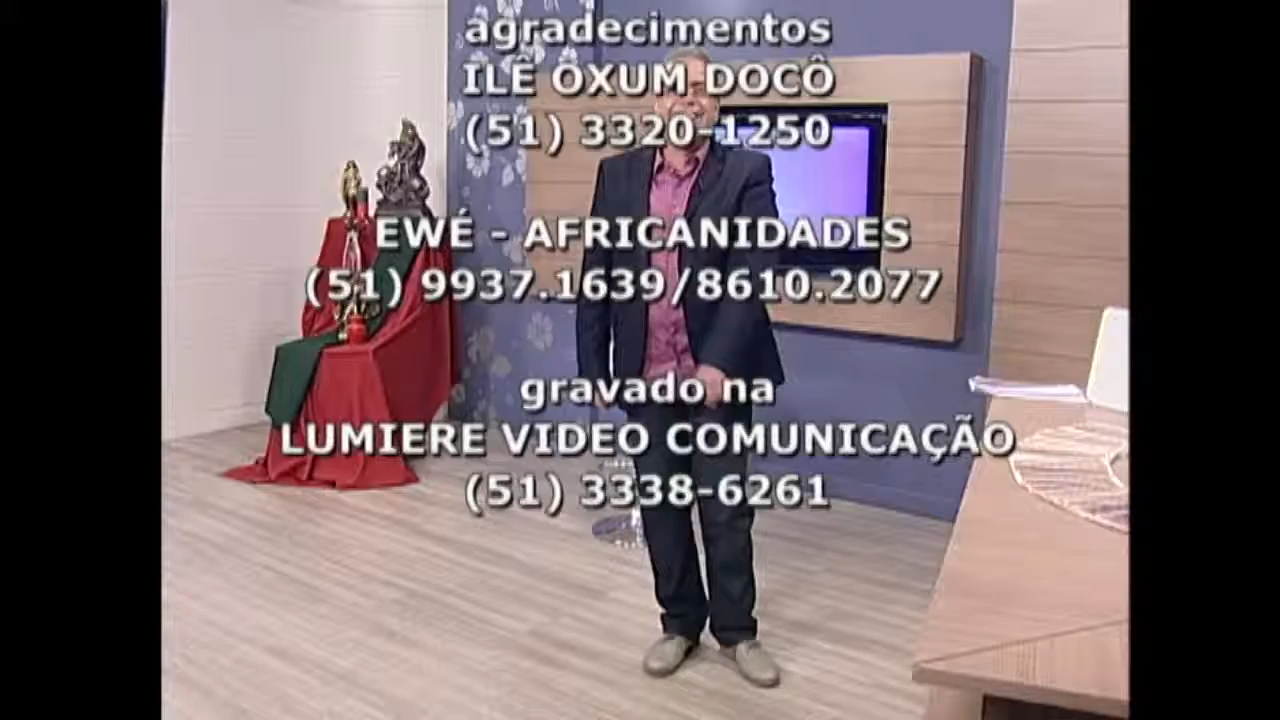 agradecimentos
ILÊ OXUM DOCÔ
(51) 3320-1250
EWÉ - AFRICANIDADES
(51) 9937.1639/8610.2077
gravado na
LUMIERE VIDEO COMUNICAÇÃO
(51) 3338-6261